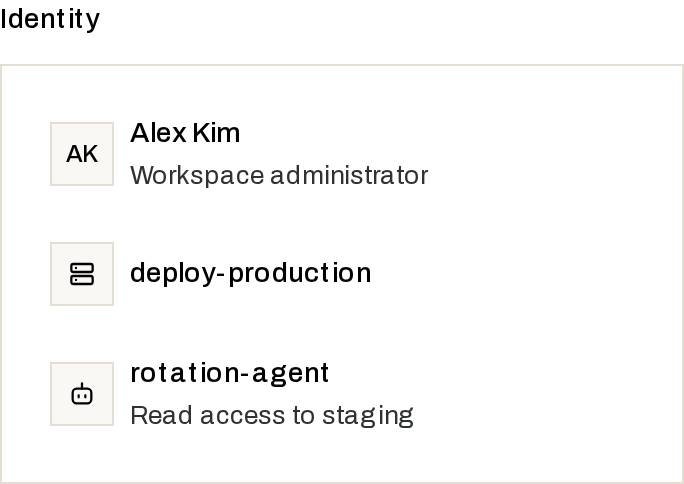 Identity
AK
Alex Kim
Workspace administrator
deploy-production
rotation-agent
Read access to staging